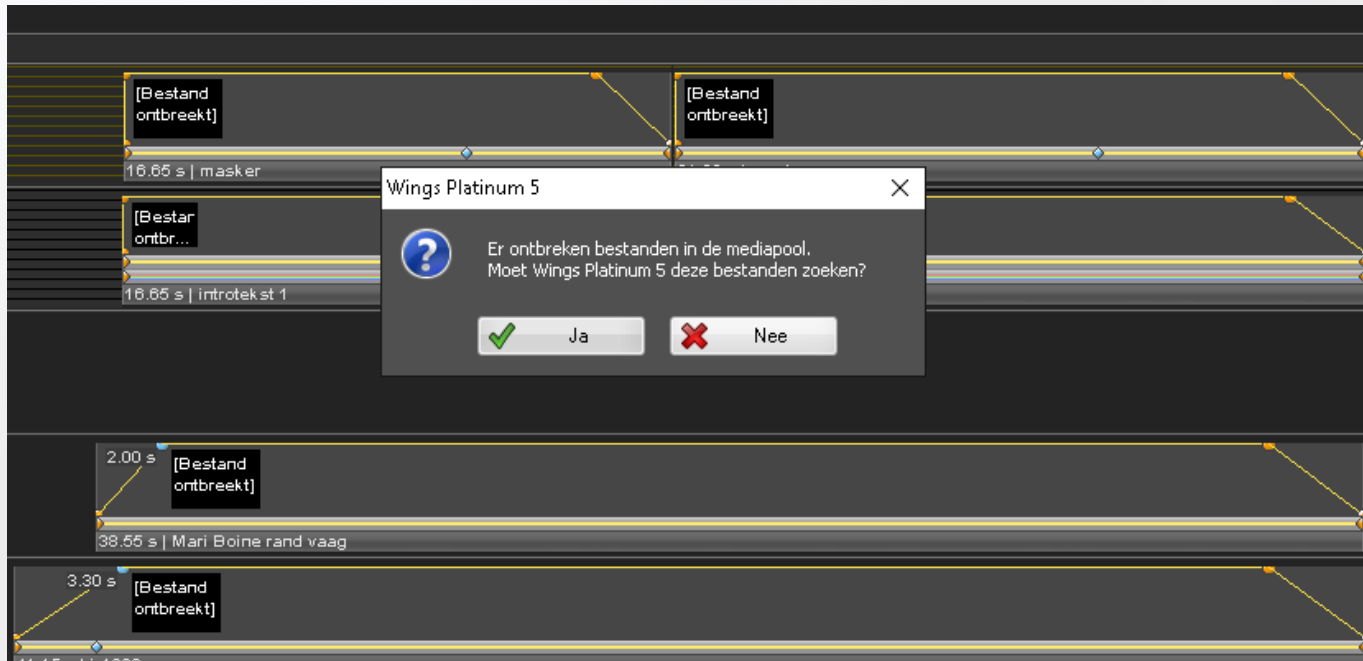 [Bestand
ontbreekt]
[Bestand
ontbreekt]
16.65 s | masker
Wings Platinum 5
[Bestar
ontbr...
Er ontbreken bestanden in de mediapool.
Moet Wings Platinum 5 deze bestanden zoeken?
16.65 s | introtekst 1
Ja
Nee
2.00 s
[Bestand
ontbreekt]
38.55 s | Mari Boine rand vaag
3.30 s
[Bestand
ontbreekt]